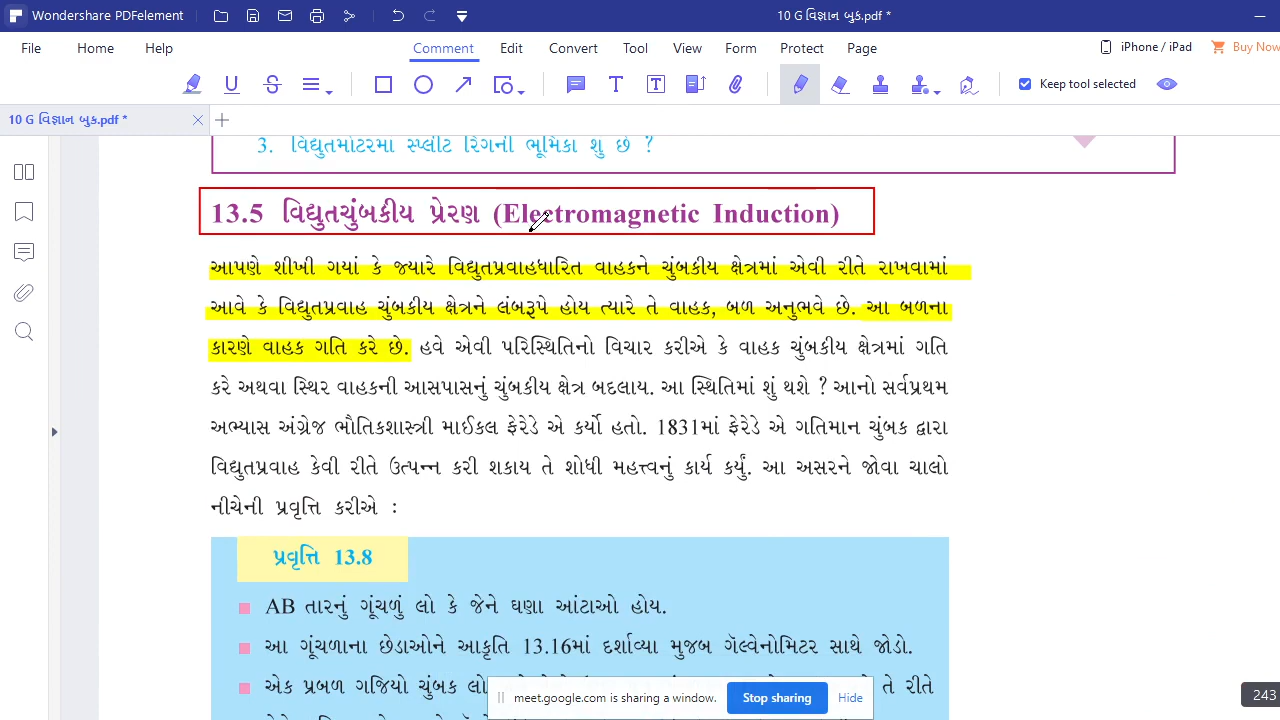 Wondershare PDFelement
10 G વિજ્ઞાન બુક.pdf *
File Home Help Comment Edit Convert Tool View Form Protect Page iPhone / iPad Buy Now
Keep tool selected
10 G વિજ્ઞાન બુક.pdf *
3. વિદ્યુતમોટરમા સ્પ્લીટ રિંગની ભૂમિકા શું છે ?
13.5 વિદ્યુતચુંબકીય પ્રેરણ (Electromagnetic Induction)
આપણે શીખી ગયાં કે જ્યારે વિદ્યુતપ્રવાહધારિત વાહકને ચુંબકીય ક્ષેત્રમાં એવી રીતે રાખવામાં
આવે કે વિદ્યુતપ્રવાહ ચુંબકીય ક્ષેત્રને લંબરૂપે હોય ત્યારે તે વાહક, બળ અનુભવે છે. આ બળના
કારણે વાહક ગતિ કરે છે. હવે એવી પરિસ્થિતિનો વિચાર કરીએ કે વાહક ચુંબકીય ક્ષેત્રમાં ગતિ
કરે અથવા સ્થિર વાહકની આસપાસનું ચુંબકીય ક્ષેત્ર બદલાય. આ સ્થિતિમાં શું થશે ? આનો સર્વપ્રથમ
અભ્યાસ અંગ્રેજ ભૌતિકશાસ્ત્રી માઈકલ ફેરેડે એ કર્યો હતો. 1831માં ફેરેડે એ ગતિમાન ચુંબક દ્વારા
વિદ્યુતપ્રવાહ કેવી રીતે ઉત્પન્ન કરી શકાય તે શોધી મહત્ત્વનું કાર્ય કર્યું. આ અસરને જોવા ચાલો
નીચેની પ્રવૃત્તિ કરીએ :
પ્રવૃત્તિ 13.8
AB તારનું ગૂંચળું લો કે જેને ઘણા આંટાઓ હોય.
આ ગૂંચળાના છેડાઓને આકૃતિ 13.16માં દર્શાવ્યા મુજબ ગૅલ્વેનોમિટર સાથે જોડો.
એક પ્રબળ ગજિયો ચુંબક લો તે રીતે
meet.google.com is sharing a window. Stop sharing Hide
243